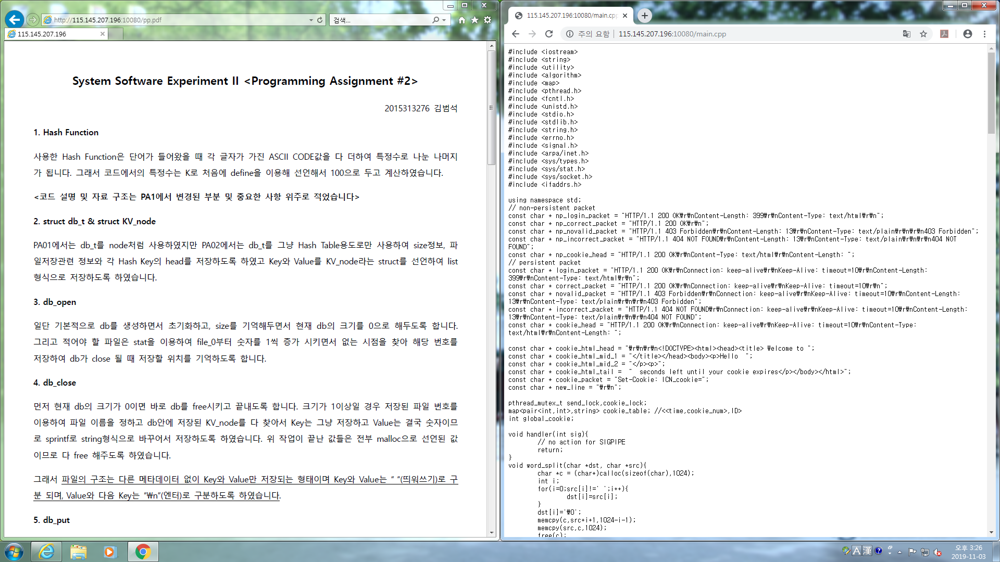 http://115.145.207.196:10080/pp.pdf
검색...
115.145.207.196
System Software Experiment II <Programming Assignment #2>
2015313276 김범석
1. Hash Function
사용한 Hash Function은 단어가 들어왔을 때 각 글자가 가진 ASCII CODE값을 다 더하여 특정수로 나눈 나머지
가 됩니다. 그래서 코드에서의 특정수는 K로 처음에 define을 이용해 선언해서 100으로 두고 계산하였습니다.
<코드 설명 및 자료 구조는 PA1에서 변경된 부분 및 중요한 사항 위주로 적었습니다>
2. struct db_t & struct KV_node
PA01에서는 db_t를 node처럼 사용하였지만 PA02에서는 db_t를 그냥 Hash Table용도로만 사용하여 size정보, 파
일저장관련 정보와 각 Hash Key의 head를 저장하도록 하였고 Key와 Value를 KV_node라는 struct를 선언하여 list
형식으로 저장하도록 하였습니다.
3. db_open
일단 기본적으로 db를 생성하면서 초기화하고, size를 기억해두면서 현재 db의 크기를 0으로 해두도록 합니다.
그리고 적어야 할 파일은 stat을 이용하여 file_0부터 숫자를 1씩 증가 시키면서 없는 시점을 찾아 해당 번호를
저장하여 db가 close 될 때 저장할 위치를 기억하도록 합니다.
4. db_close
먼저 현재 db의 크기가 0이면 바로 db를 free시키고 끝내도록 합니다. 크기가 1이상일 경우 저장된 파일 번호를
이용하여 파일 이름을 정하고 db안에 저장된 KV_node를 다 찾아서 Key는 그냥 저장하고 Value는 결국 숫자이므
로 sprintf로 string형식으로 바꾸어서 저장하도록 하였습니다. 위 작업이 끝난 값들은 전부 malloc으로 선언된 값
이므로 다 free 해주도록 하였습니다.
그래서 파일의 구조는 다른 메타데이터 없이 Key와 Value만 저장되는 형태이며 Key와 Value는 “ “(띄워쓰기)로 구
분 되며, Value와 다음 Key는 “₩n”(엔터)로 구분하도록 하였습니다.
5. db_put
115.145.207.196:10080/main.cpp
주의 요함 | 115.145.207.196:10080/main.cpp
#include <iostream>
#include <string>
#include <utility>
#include <algorithm>
#include <map>
#include <pthread.h>
#include <fcntl.h>
#include <unistd.h>
#include <stdio.h>
#include <stdlib.h>
#include <string.h>
#include <errno.h>
#include <signal.h>
#include <arpa/inet.h>
#include <sys/types.h>
#include <sys/stat.h>
#include <sys/socket.h>
#include <ifaddrs.h>
using namespace std;
// non-persistent packet
const char * np_login_packet = "HTTP/1.1 200 OK₩r₩nContent-Length: 399₩r₩nContent-Type: text/html₩r₩n";
const char * np_correct_packet = "HTTP/1.1 200 OK₩r₩n";
const char * np_novalid_packet = "HTTP/1.1 403 Forbidden₩r₩nContent-Length: 13₩r₩nContent-Type: text/plain₩r₩n₩r₩n403 Forbidden";
const char * np_incorrect_packet = "HTTP/1.1 404 NOT FOUND₩r₩nContent-Length: 13₩r₩nContent-Type: text/plain₩r₩n₩r₩n404 NOT
FOUND";
const char * np_cookie_head = "HTTP/1.1 200 OK₩r₩nContent-Type: text/html₩r₩nContent-Length: ";
// persistent packet
const char * login_packet = "HTTP/1.1 200 OK₩r₩nConnection: keep-alive₩r₩nKeep-Alive: timeout=10₩r₩nContent-Length:
399₩r₩nContent-Type: text/html₩r₩n";
const char * correct_packet = "HTTP/1.1 200 OK₩r₩nConnection: keep-alive₩r₩nKeep-Alive: timeout=10₩r₩n";
const char * novalid_packet = "HTTP/1.1 403 Forbidden₩r₩nConnection: keep-alive₩r₩nKeep-Alive: timeout=10₩r₩nContent-Length:
13₩r₩nContent-Type: text/plain₩r₩n₩r₩n403 Forbidden";
const char * incorrect_packet = "HTTP/1.1 404 NOT FOUND₩r₩nConnection: keep-alive₩r₩nKeep-Alive: timeout=10₩r₩nContent-Length:
13₩r₩nContent-Type: text/plain₩r₩n₩r₩n404 NOT FOUND";
const char * cookie_head = "HTTP/1.1 200 OK₩r₩nConnection: keep-alive₩r₩nKeep-Alive: timeout=10₩r₩nContent-Type:
text/html₩r₩nContent-Length: ";
const char * cookie_html_head = "₩r₩n₩r₩n<!DOCTYPE><html><head><title> Welcome to ";
const char * cookie_html_mid_1 = "</title></head><body><p>Hello  ";
const char * cookie_html_mid_2 = "</p><p>";
const char * cookie_html_tail =  "  seconds left until your cookie expires</p></body></html>";
const char * cookie_packet = "Set-Cookie: ICN_cookie=";
const char * new_line = "₩r₩n";
pthread_mutex_t send_lock,cookie_lock;
map<pair<int,int>,string> cookie_table; //<<time,cookie_num>,ID>
int global_cookie;
void handler(int sig){
// no action for SIGPIPE
return;
}
void word_split(char *dst, char *src){
char *c = (char*)calloc(sizeof(char),1024);
int i;
for(i=0;src[i]!=' ';i++){
dst[i]=src[i];
}
dst[i]='₩0';
memcpy(c,src+i+1,1024-i-1);
memcpy(src,c,1024);
free(c);
A 漢
오후 3:26
2019-11-03